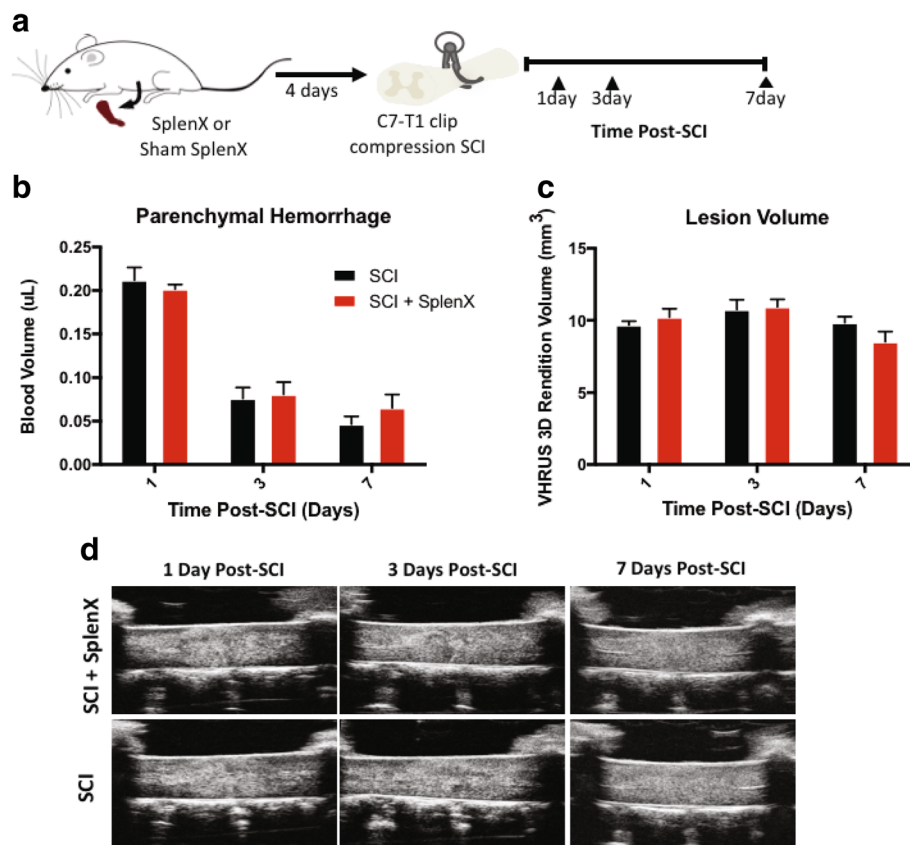 a
4 days
SplenX or
Sham SplenX
C7-T1 clip
compression SCI
1day
3day
7day
Time Post-SCI
b
Parenchymal Hemorrhage
Blood Volume (uL)
0.25
0.20
0.15
0.10
0.05
0.00
SCI
SCI + SplenX
1
3
7
Time Post-SCI (Days)
c
Lesion Volume
VHRUS 3D Rendition Volume (mm³)
15
10
5
0
1
3
7
Time Post-SCI (Days)
d
1 Day Post-SCI
3 Days Post-SCI
7 Days Post-SCI
SCI + SplenX
SCI